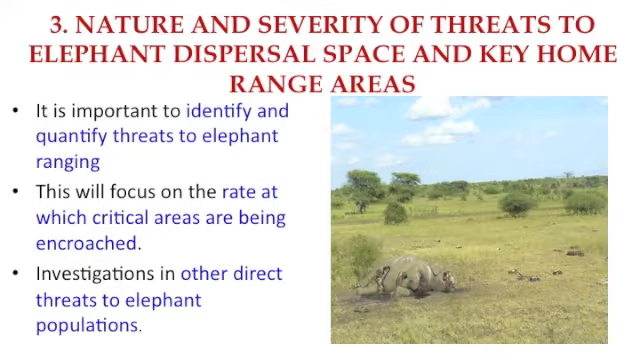 3. NATURE AND SEVERITY OF THREATS TO
ELEPHANT DISPERSAL SPACE AND KEY HOME
RANGE AREAS
• It is important to identify and
quantify threats to elephant
ranging
• This will focus on the rate at
which critical areas are being
encroached.
• Investigations in other direct
threats to elephant
populations.